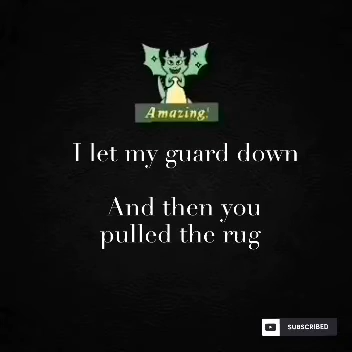 Amazing!
I let my guard down
And then you
pulled the rug
SUBSCRIBED